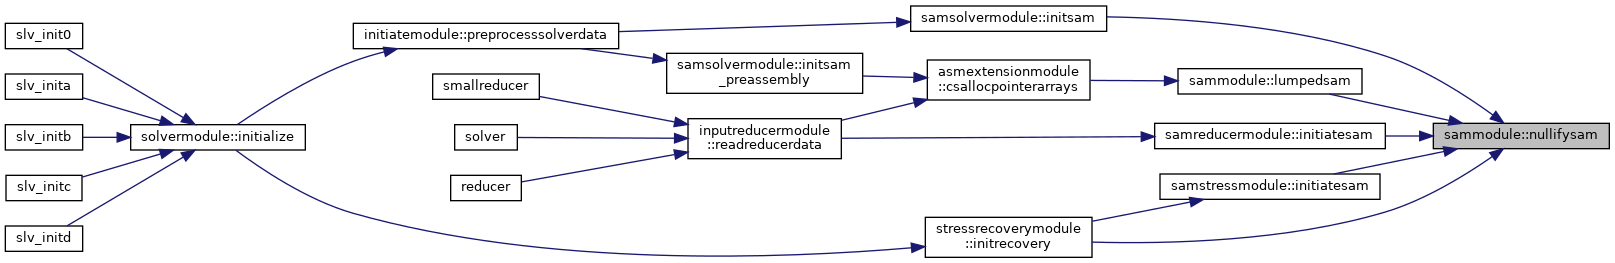 slv_init0
slv_inita
slv_initb
slv_initc
slv_initd
solvermodule::initialize
initiatemodule::preprocesssolverdata
smallreducer
solver
reducer
samsolvermodule::initsam
_preassembly
inputreducermodule
::readreducerdata
samsolvermodule::initsam
asmextensionmodule
::csallocpointerarrays
stressrecoverymodule
::initrecovery
sammodule::lumpedsam
samreducermodule::initiatesam
samstressmodule::initiatesam
sammodule::nullifysam